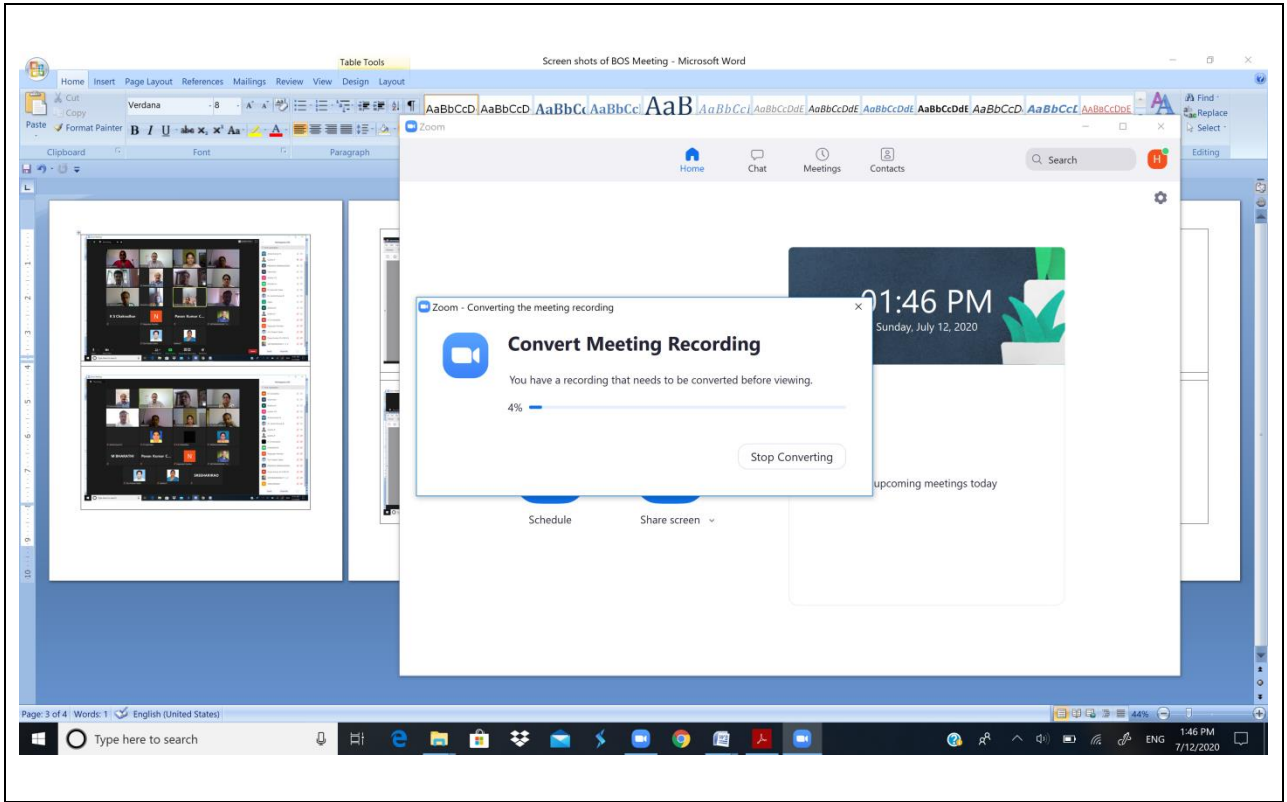 Table Tools
Screen shots of BOS Meeting - Microsoft Word
Home Insert Page Layout References Mailings Review View Design Layout
Cut
Copy
Paste
Format Painter
Verdana 8
AaBbCcD AaBbCcD AaBbCc AaBbCc AaB AaBbCcI AaBbCcDdE AaBbCcDdE AaBbCcDdE AaBbCcDdE AaBbCcD AaBbCcL AABBCCDDE
Find
Replace
Select
Clipboard Font Paragraph Editing
Zoom
Home Chat Meetings Contacts
Search
H
01:46 PM
Sunday, July 12, 2020
Zoom - Converting the meeting recording
Convert Meeting Recording
You have a recording that needs to be converted before viewing.
4%
Stop Converting
upcoming meetings today
Schedule Share screen
Page: 3 of 4 Words: 1 English (United States)
44%
Type here to search
ENG
1:46 PM
7/12/2020